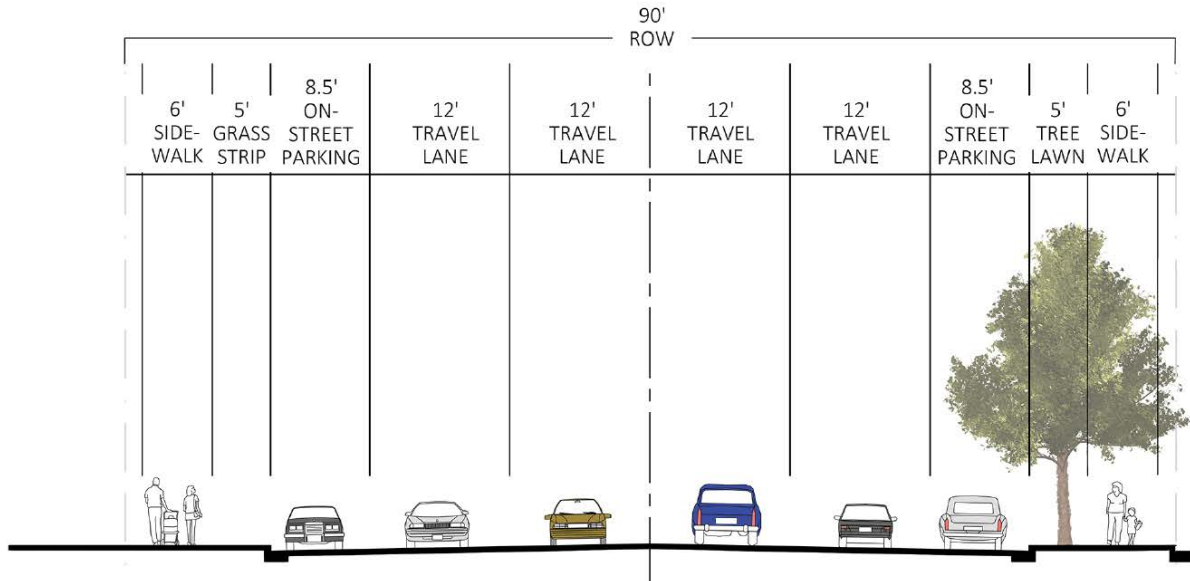 90'
ROW
6'
SIDE-
WALK
5'
GRASS
STRIP
8.5'
ON-
STREET
PARKING
12'
TRAVEL
LANE
12'
TRAVEL
LANE
12'
TRAVEL
LANE
12'
TRAVEL
LANE
8.5'
ON-
STREET
PARKING
5'
TREE
LAWN
6'
SIDE-
WALK